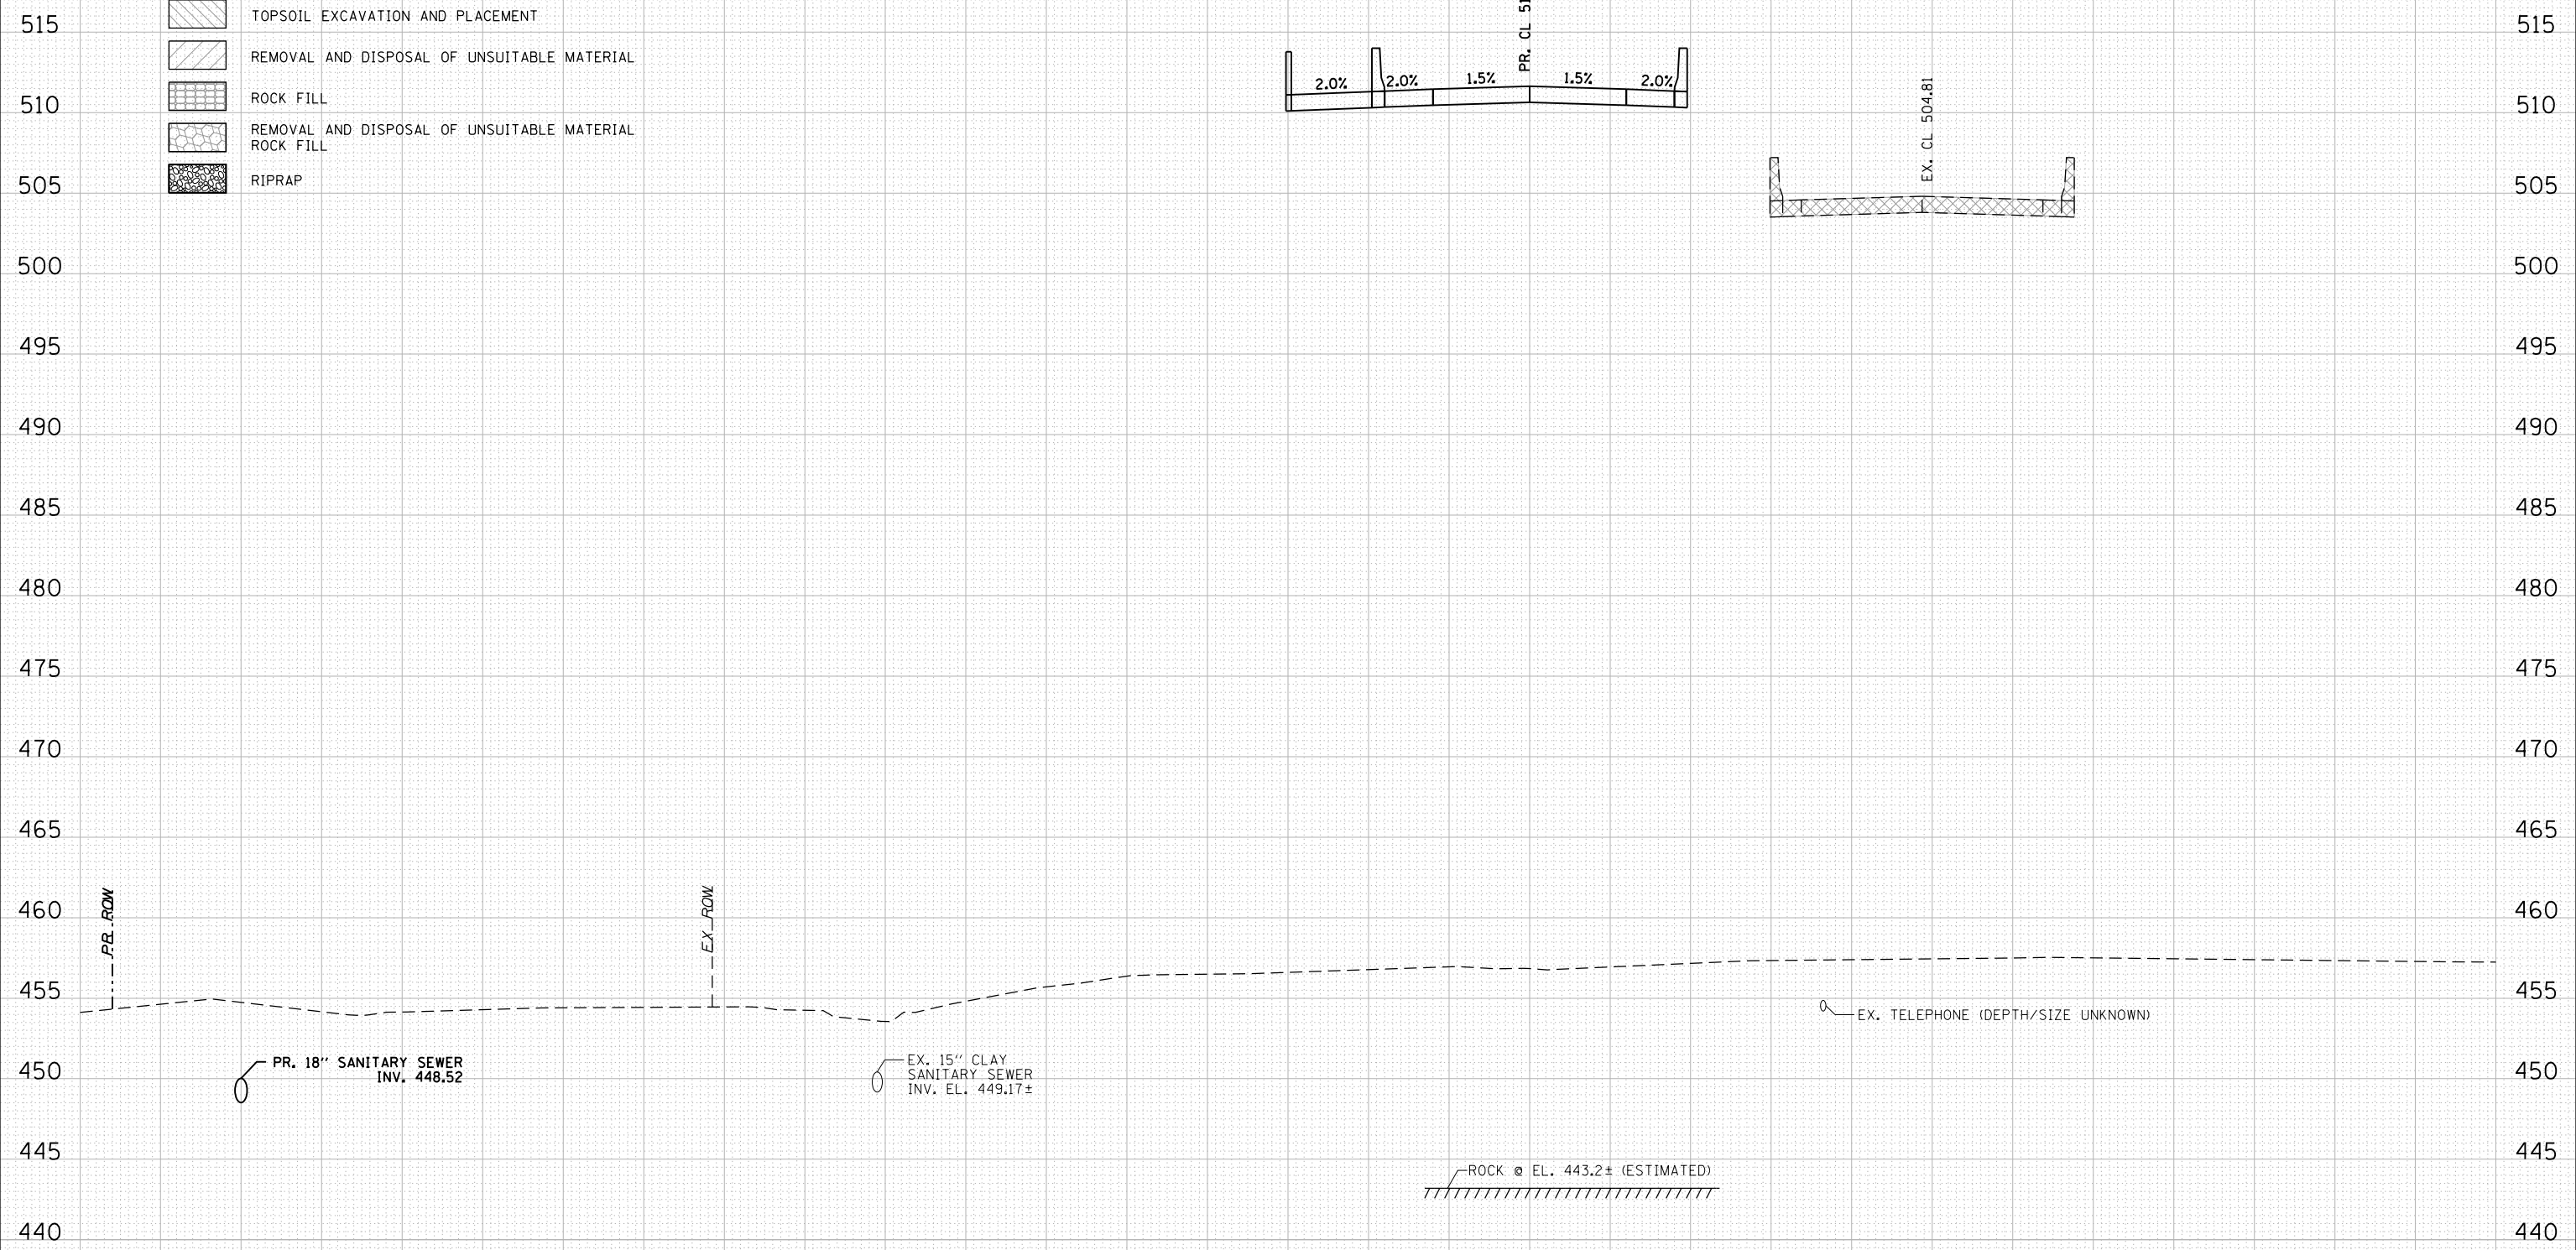 515 TOPSOIL EXCAVATION AND PLACEMENT 515
REMOVAL AND DISPOSAL OF UNSUITABLE MATERIAL
PR. CL
2.0% 2.0% 1.5% 1.5% 2.0%
510 ROCK FILL 510
EX. CL 504.81
REMOVAL AND DISPOSAL OF UNSUITABLE MATERIAL
ROCK FILL
505 RIPRAP 505
500 500
495 495
490 490
485 485
480 480
475 475
470 470
465 465
460 460
PR ROW
EX ROW
455 455
EX. TELEPHONE (DEPTH/SIZE UNKNOWN)
PR. 18" SANITARY SEWER
INV. 448.52
EX. 15" CLAY
SANITARY SEWER
INV. EL. 449.17±
450 450
445 445
ROCK @ EL. 443.2± (ESTIMATED)
440 440